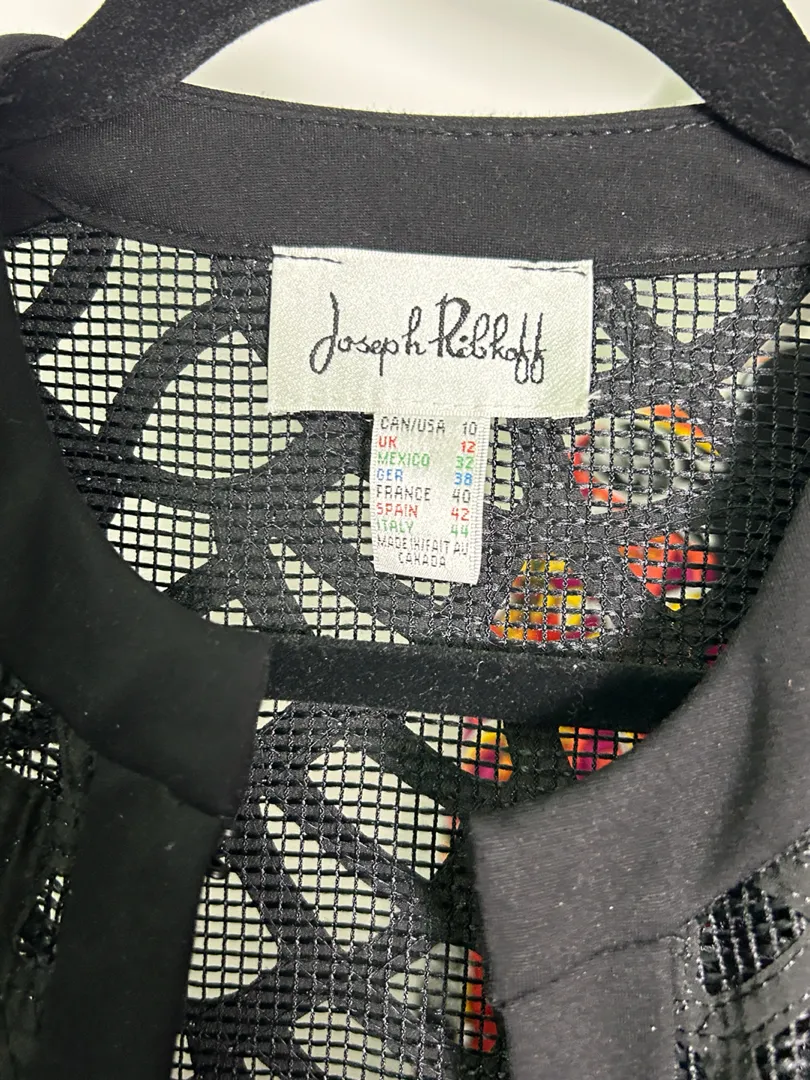 Joseph Ribkoff
CAN/USA 10
UK 12
MEXICO 32
GER 38
FRANCE 40
SPAIN 42
ITALY 44
MADE IN/FAIT AU
CANADA